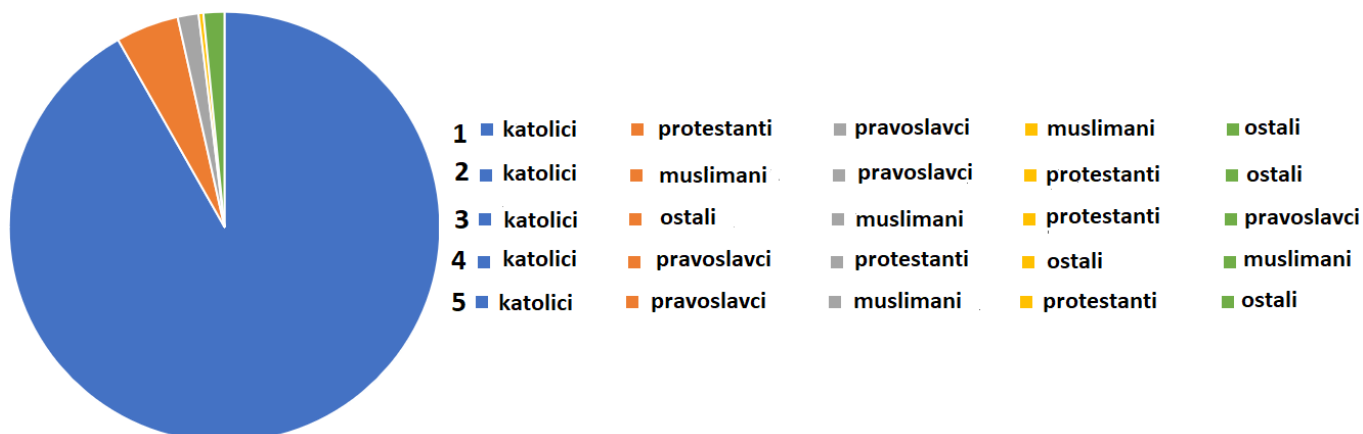 1 katolici protestanti pravoslavci muslimani ostali
2 katolici muslimani pravoslavci protestanti ostali
3 katolici ostali muslimani protestanti pravoslavci
4 katolici pravoslavci protestanti ostali muslimani
5 katolici pravoslavci muslimani protestanti ostali